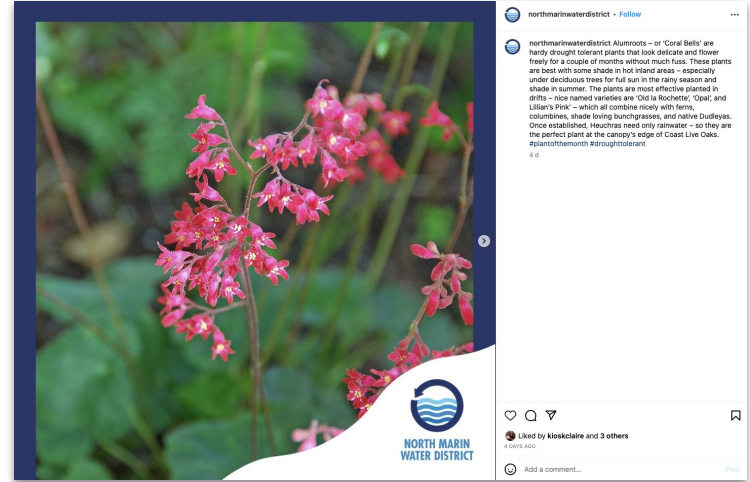 NORTH MARIN
WATER DISTRICT
northmarinwaterdistrict • Follow
northmarinwaterdistrict Alumroots – or 'Coral Bells' are
hardy drought tolerant plants that look delicate and flower
freely for a couple of months without much fuss. These plants
are best with some shade in hot inland areas – especially
under deciduous trees for full sun in the rainy season and
shade in summer. The plants are most effective planted in
drifts – nice named varieties are 'Old la Rochette', 'Opal', and
Lillian's Pink' – which all combine nicely with ferns,
columbines, shade loving bunchgrasses, and native Dudleyas.
Once established, Heuchras need only rainwater – so they are
the perfect plant at the canopy's edge of Coast Live Oaks.
#plantofthemonth #droughttolerant
4 d
Liked by kioskclaire and 3 others
4 DAYS AGO
Add a comment...
Post